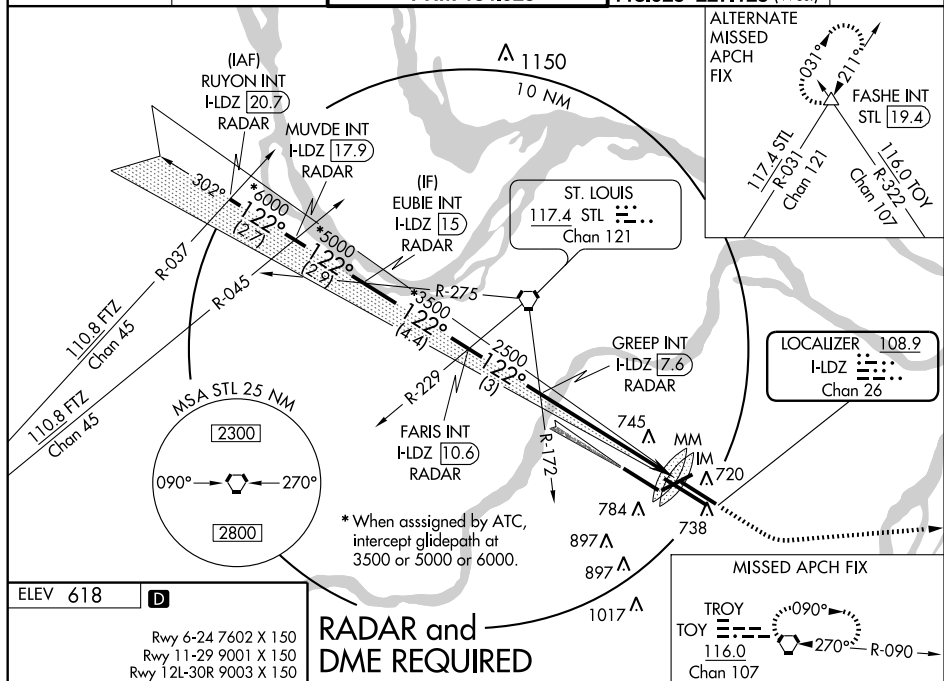 ALTERNATE
MISSED
APCH
FIX
031°
211°
FASHE INT
STL 19.4
117.4 STL
R-031
Chan 121
116.0 TOY
R-322
Chan 107
1150
10 NM
(IAF)
RUYON INT
I-LDZ 20.7
RADAR
MUVDE INT
I-LDZ 17.9
RADAR
(IF)
EUBIE INT
I-LDZ 15
RADAR
ST. LOUIS
117.4 STL
Chan 121
302°
*6000
122°
(2.7)
*5000
122°
(2.9)
R-275
*3500
122°
(4.4)
2500
122°
(3)
R-037
110.8 FTZ
Chan 45
R-045
110.8 FTZ
Chan 45
R-229
R-172
GREEP INT
I-LDZ 7.6
RADAR
LOCALIZER 108.9
I-LDZ
Chan 26
FARIS INT
I-LDZ 10.6
RADAR
745
MM
IM
720
784
738
897
897
1017
MSA STL 25 NM
2300
090°
270°
2800
* When asssigned by ATC,
intercept glidepath at
3500 or 5000 or 6000.
MISSED APCH FIX
TROY
TOY
116.0
Chan 107
090°
270°
R-090
ELEV 618
D
Rwy 6-24 7602 X 150
Rwy 11-29 9001 X 150
Rwy 12L-30R 9003 X 150
RADAR and
DME REQUIRED